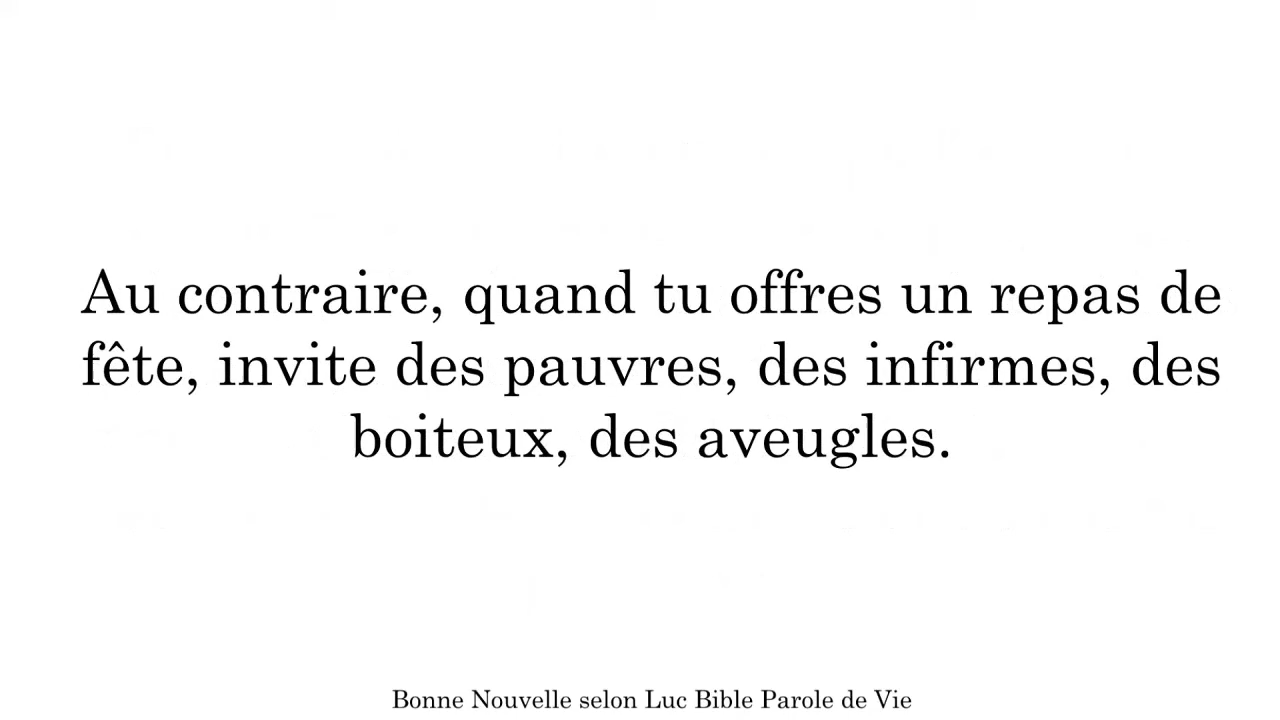 Au contraire, quand tu offres un repas de
fête, invite des pauvres, des infirmes, des
boiteux, des aveugles.
Bonne Nouvelle selon Luc Bible Parole de Vie